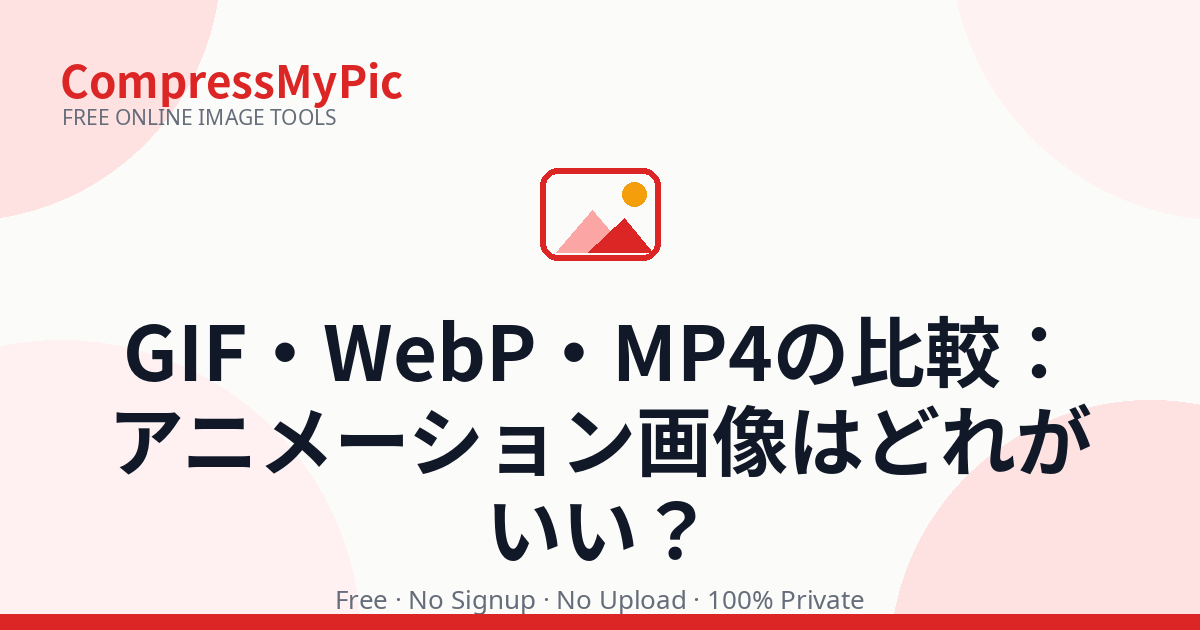 CompressMyPic
FREE ONLINE IMAGE TOOLS
GIF・WebP・MP4の比較：
アニメーション画像はどれが
いい？
Free · No Signup · No Upload · 100% Private